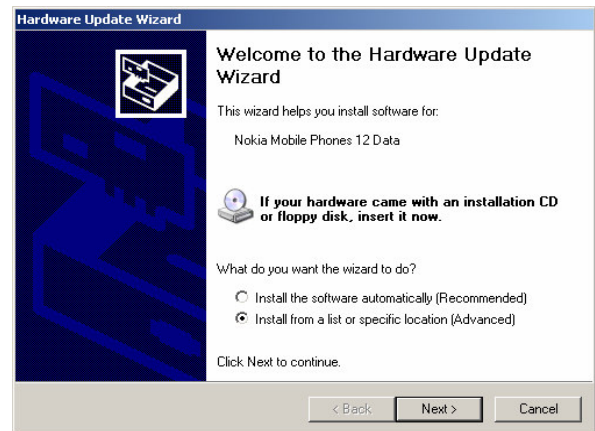 Hardware Update Wizard
Welcome to the Hardware Update
Wizard
This wizard helps you install software for:
Nokia Mobile Phones 12 Data
If your hardware came with an installation CD
or floppy disk, insert it now.
What do you want the wizard to do?
Install the software automatically (Recommended)
Install from a list or specific location (Advanced)
Click Next to continue.
< Back
Next >
Cancel